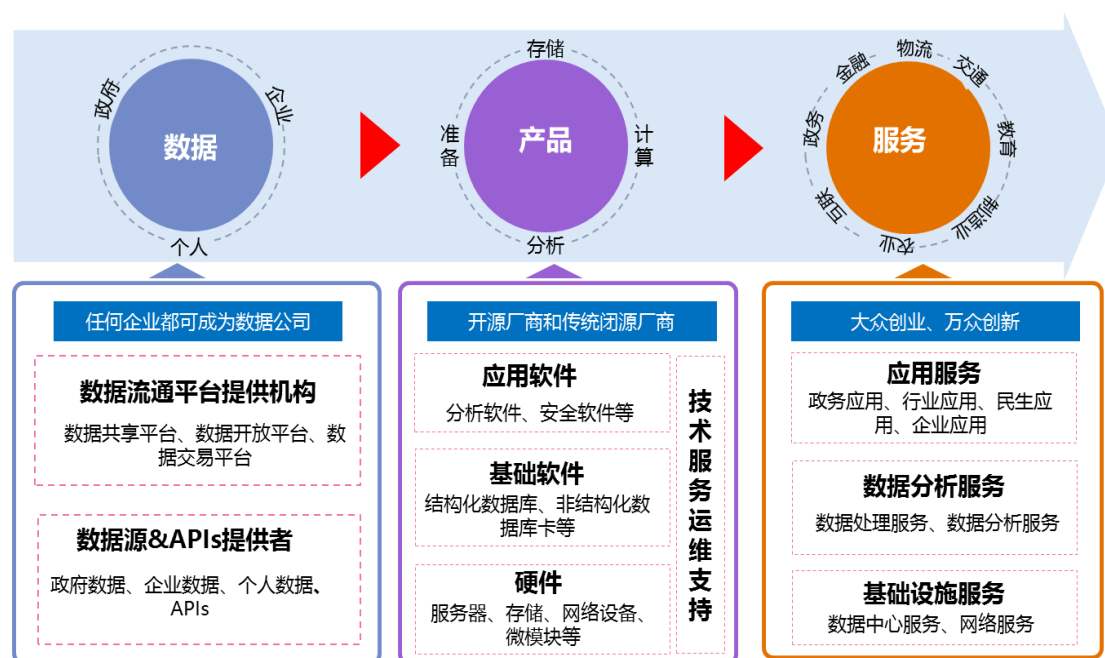 政府
企业
数据
个人
存储
准备
产品
计算
分析
金融
物流
交通
政务
服务
教育
互联
农业
制造业
任何企业都可成为数据公司
数据流通平台提供机构
数据共享平台、数据开放平台、数
据交易平台
数据源&APIs提供者
政府数据、企业数据、个人数据、
APIs
开源厂商和传统闭源厂商
应用软件
分析软件、安全软件等
基础软件
结构化数据库、非结构化数
据库卡等
硬件
服务器、存储、网络设备、
微模块等
技术服务运维支持
大众创业、万众创新
应用服务
政务应用、行业应用、民生应
用、企业应用
数据分析服务
数据处理服务、数据分析服务
基础设施服务
数据中心服务、网络服务